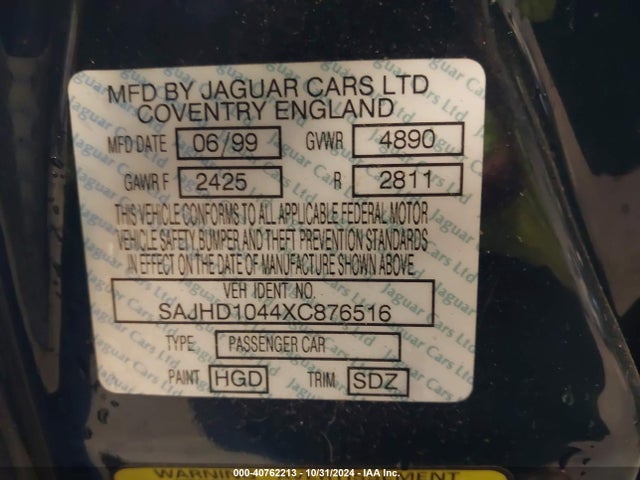 MFD BY JAGUAR CARS LTD
COVENTRY ENGLAND
MFD DATE 06/99 GVWR 4890
GAWR F 2425 R 2811
THIS VEHICLE CONFORMS TO ALL APPLICABLE FEDERAL MOTOR
VEHICLE SAFETY, BUMPER AND THEFT PREVENTION STANDARDS
IN EFFECT ON THE DATE OF MANUFACTURE SHOWN ABOVE.
VEH IDENT NO.
SAJHD1044XC876516
TYPE PASSENGER CAR
PAINT HGD TRIM SDZ
000-40762213 - 10/31/2024 - IAA Inc.